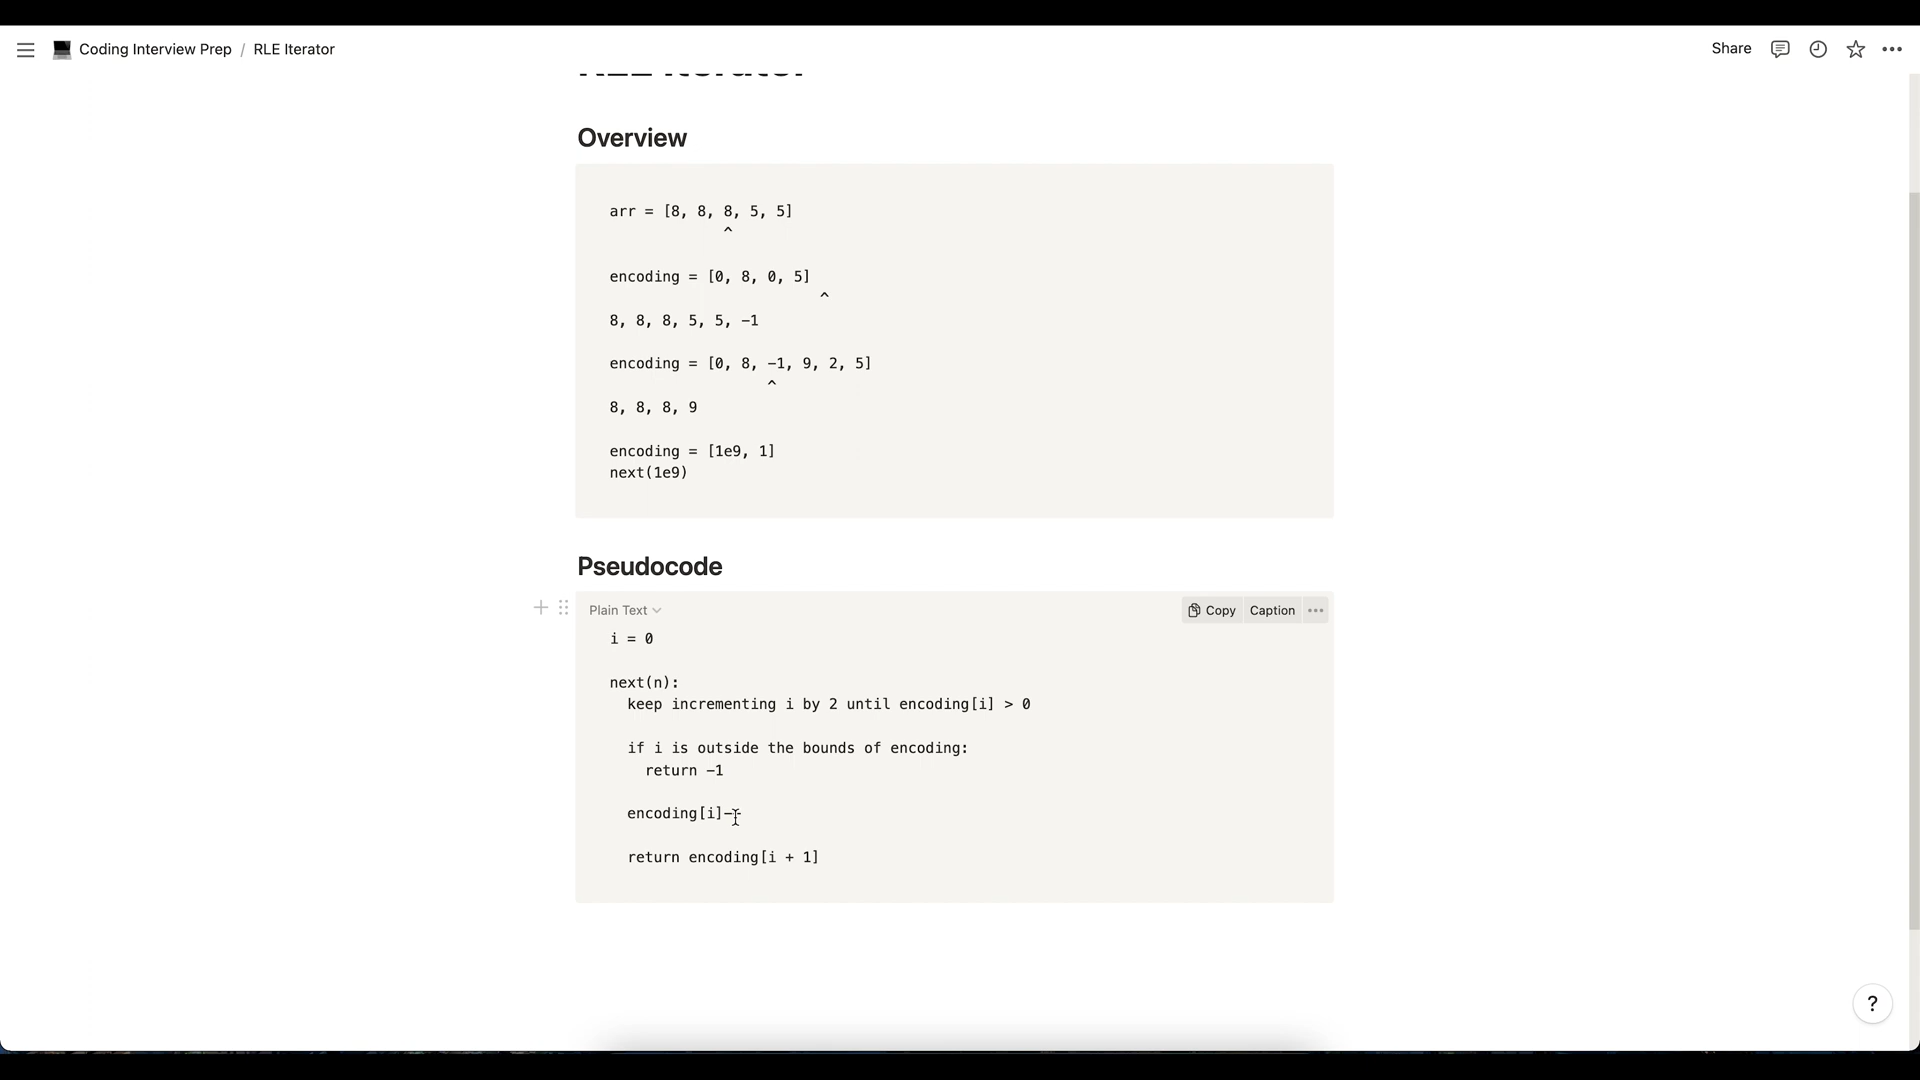 Coding Interview Prep / RLE Iterator
Share
RLE Iterator
Overview
arr = [8, 8, 8, 5, 5]
^
encoding = [0, 8, 0, 5]
^
8, 8, 8, 5, 5, -1
encoding = [0, 8, -1, 9, 2, 5]
^
8, 8, 8, 9
encoding = [1e9, 1]
next(1e9)
Pseudocode
Plain Text
Copy Caption
i = 0
next(n):
keep incrementing i by 2 until encoding[i] > 0
if i is outside the bounds of encoding:
return -1
encoding[i]--
return encoding[i + 1]
?